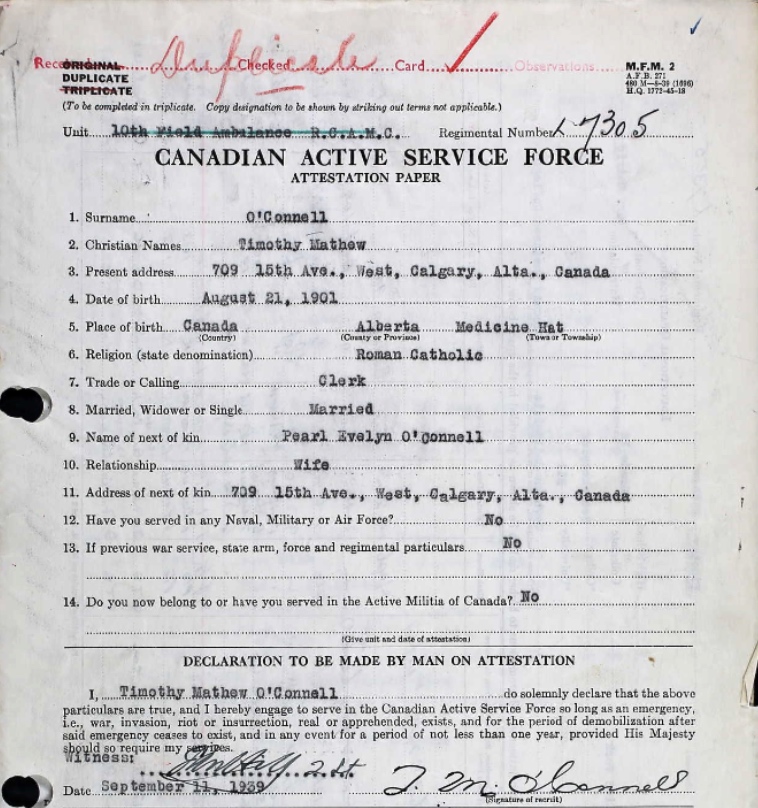 Rec Duplicate Checked Card Observations
ORIGINAL
DUPLICATE
TRIPLICATE
M.F.M. 2
A.F.B. 271
480 M—8-39 (1696)
H.Q. 1772-45-18
(To be completed in triplicate. Copy designation to be shown by striking out terms not applicable.)
Unit 10th Field Ambulance R.C.A.M.C. Regimental Number L 7305
CANADIAN ACTIVE SERVICE FORCE
ATTESTATION PAPER
1. Surname O'Connell
2. Christian Names Timothy Mathew
3. Present address 709 15th Ave., West, Calgary, Alta., Canada
4. Date of birth August 21, 1901
5. Place of birth Canada Alberta Medicine Hat
(Country) (County or Province) (Town or Township)
6. Religion (state denomination) Roman Catholic
7. Trade or Calling Clerk
8. Married, Widower or Single Married
9. Name of next of kin Pearl Evelyn O'Connell
10. Relationship Wife
11. Address of next of kin 709 15th Ave., West, Calgary, Alta., Canada
12. Have you served in any Naval, Military or Air Force? No
13. If previous war service, state arm, force and regimental particulars No
14. Do you now belong to or have you served in the Active Militia of Canada? No
(Give unit and date of attestation)
DECLARATION TO BE MADE BY MAN ON ATTESTATION
I, Timothy Mathew O'Connell do solemnly declare that the above
particulars are true, and I hereby engage to serve in the Canadian Active Service Force so long as an emergency,
i.e., war, invasion, riot or insurrection, real or apprehended, exists, and for the period of demobilization after
said emergency ceases to exist, and in any event for a period of not less than one year, provided His Majesty
should so require my services.
Witness:
T. M. O'Connell
Date September 11, 1939
(Signature of recruit)